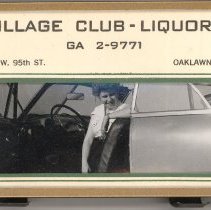 ILLAGE CLUB - LIQUOR
GA 2-9771
W. 95th ST. OAKLAWN